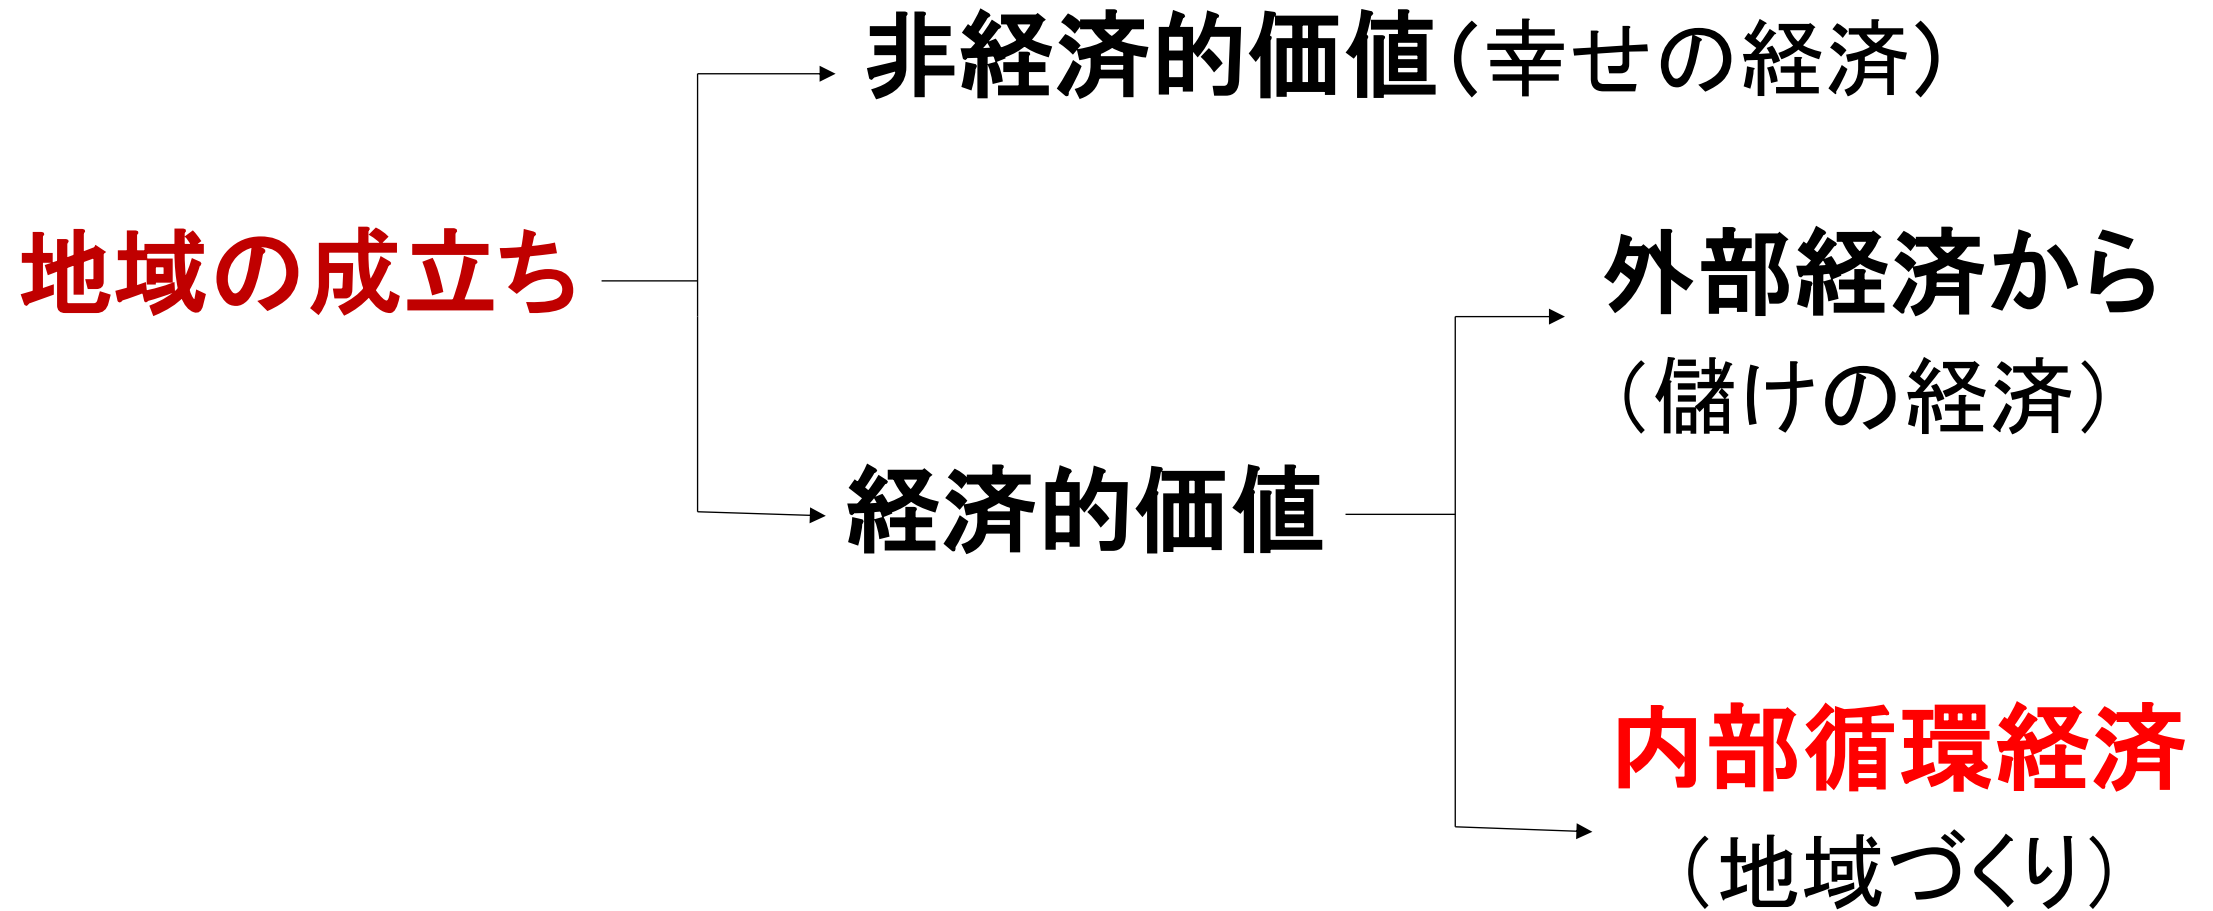 非経済的価値（幸せの経済）
地域の成立ち
外部経済から
（儲けの経済）
経済的価値
内部循環経済
（地域づくり）